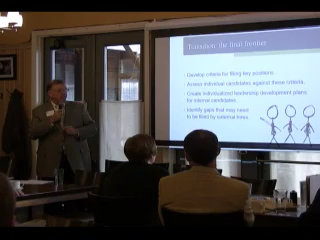 Transition: the final frontier
- Develop criteria for filling key positions.
- Assess individual candidates against these criteria.
- Create individualized leadership development plans
for internal candidates.
- Identify gaps that may need
to be filled by external hires.